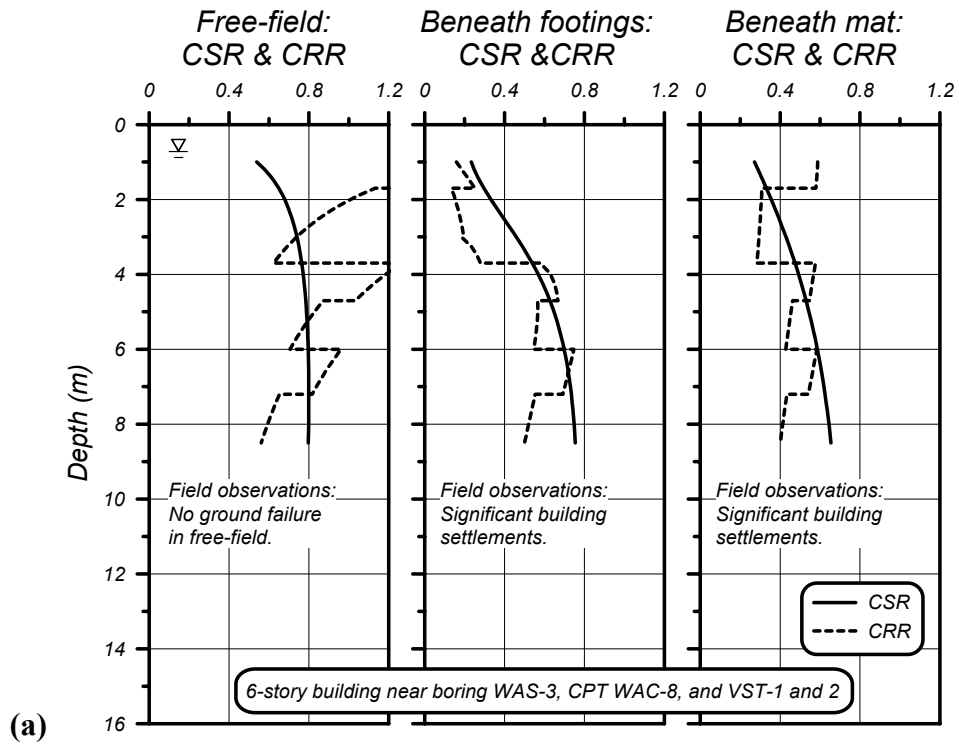 Free-field:
CSR & CRR
Beneath footings:
CSR &CRR
Beneath mat:
CSR & CRR
0 0.4 0.8 1.2
0 0.4 0.8 1.2
0 0.4 0.8 1.2
0
2
4
6
8
10
12
14
16
Depth (m)
Field observations:
No ground failure
in free-field.
Field observations:
Significant building
settlements.
Field observations:
Significant building
settlements.
CSR
CRR
6-story building near boring WAS-3, CPT WAC-8, and VST-1 and 2
(a)